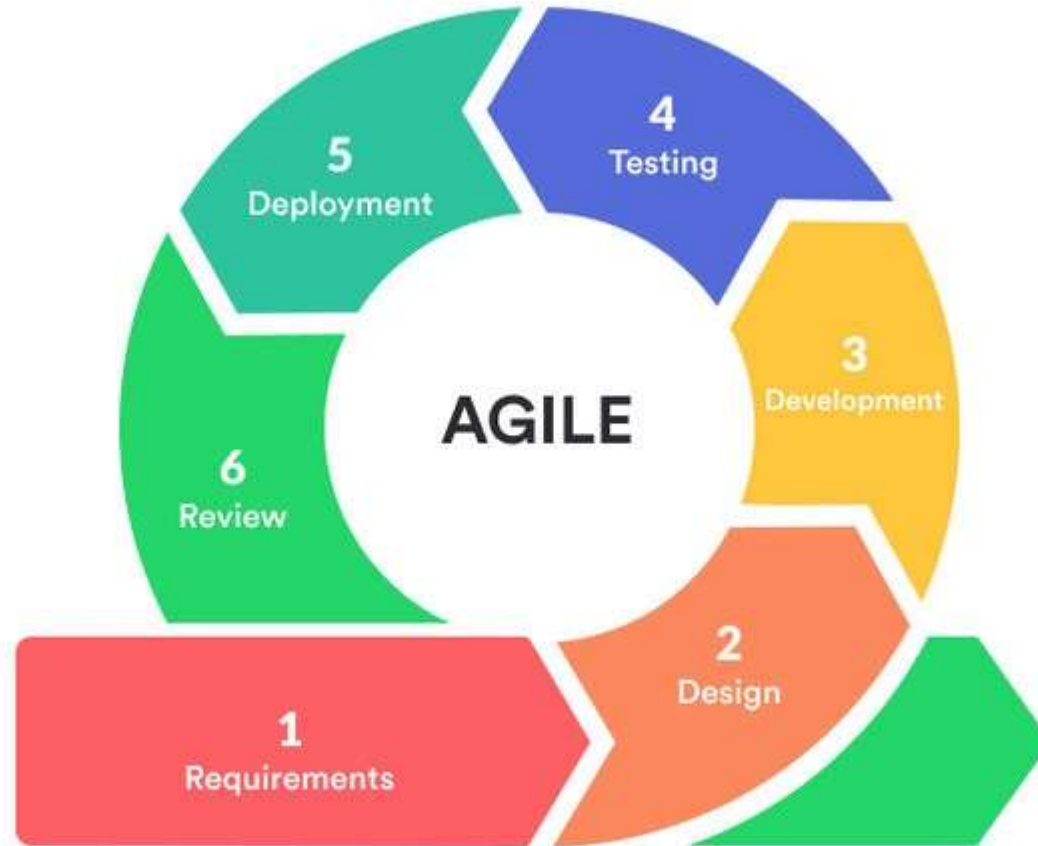 4
Testing
5
Deployment
3
Development
AGILE
6
Review
2
Design
1
Requirements